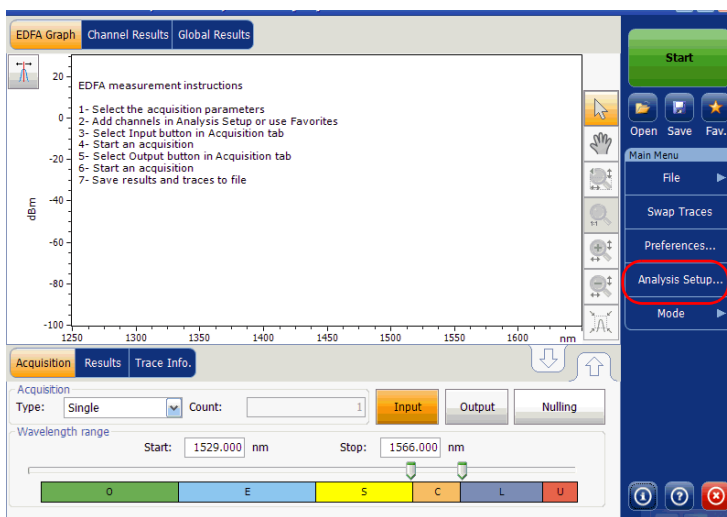 EDFA Graph Channel Results Global Results
EDFA measurement instructions
1- Select the acquisition parameters
2- Add channels in Analysis Setup or use Favorites
3- Select Input button in Acquisition tab
4- Start an acquisition
5- Select Output button in Acquisition tab
6- Start an acquisition
7- Save results and traces to file
20
0
-20
-40
-60
-80
-100
dBm
1250 1300 1350 1400 1450 1500 1550 1600 nm
1:1
Start
Open Save Fav.
Main Menu
File
Swap Traces
Preferences...
Analysis Setup...
Mode
Acquisition Results Trace Info.
Acquisition
Type: Single Count: 1 Input Output Nulling
Wavelength range
Start: 1529.000 nm Stop: 1566.000 nm
O E S C L U